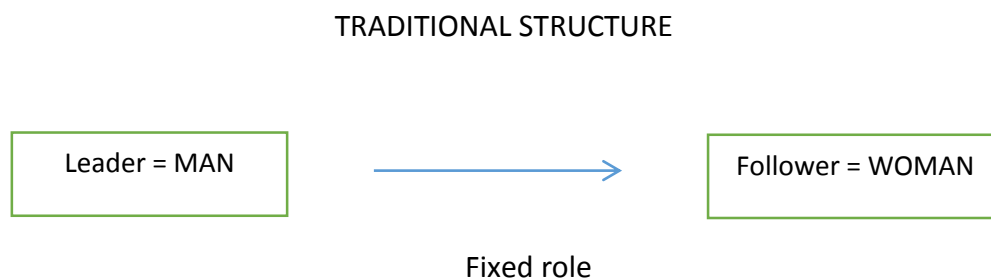 TRADITIONAL STRUCTURE
Leader = MAN
Follower = WOMAN
Fixed role